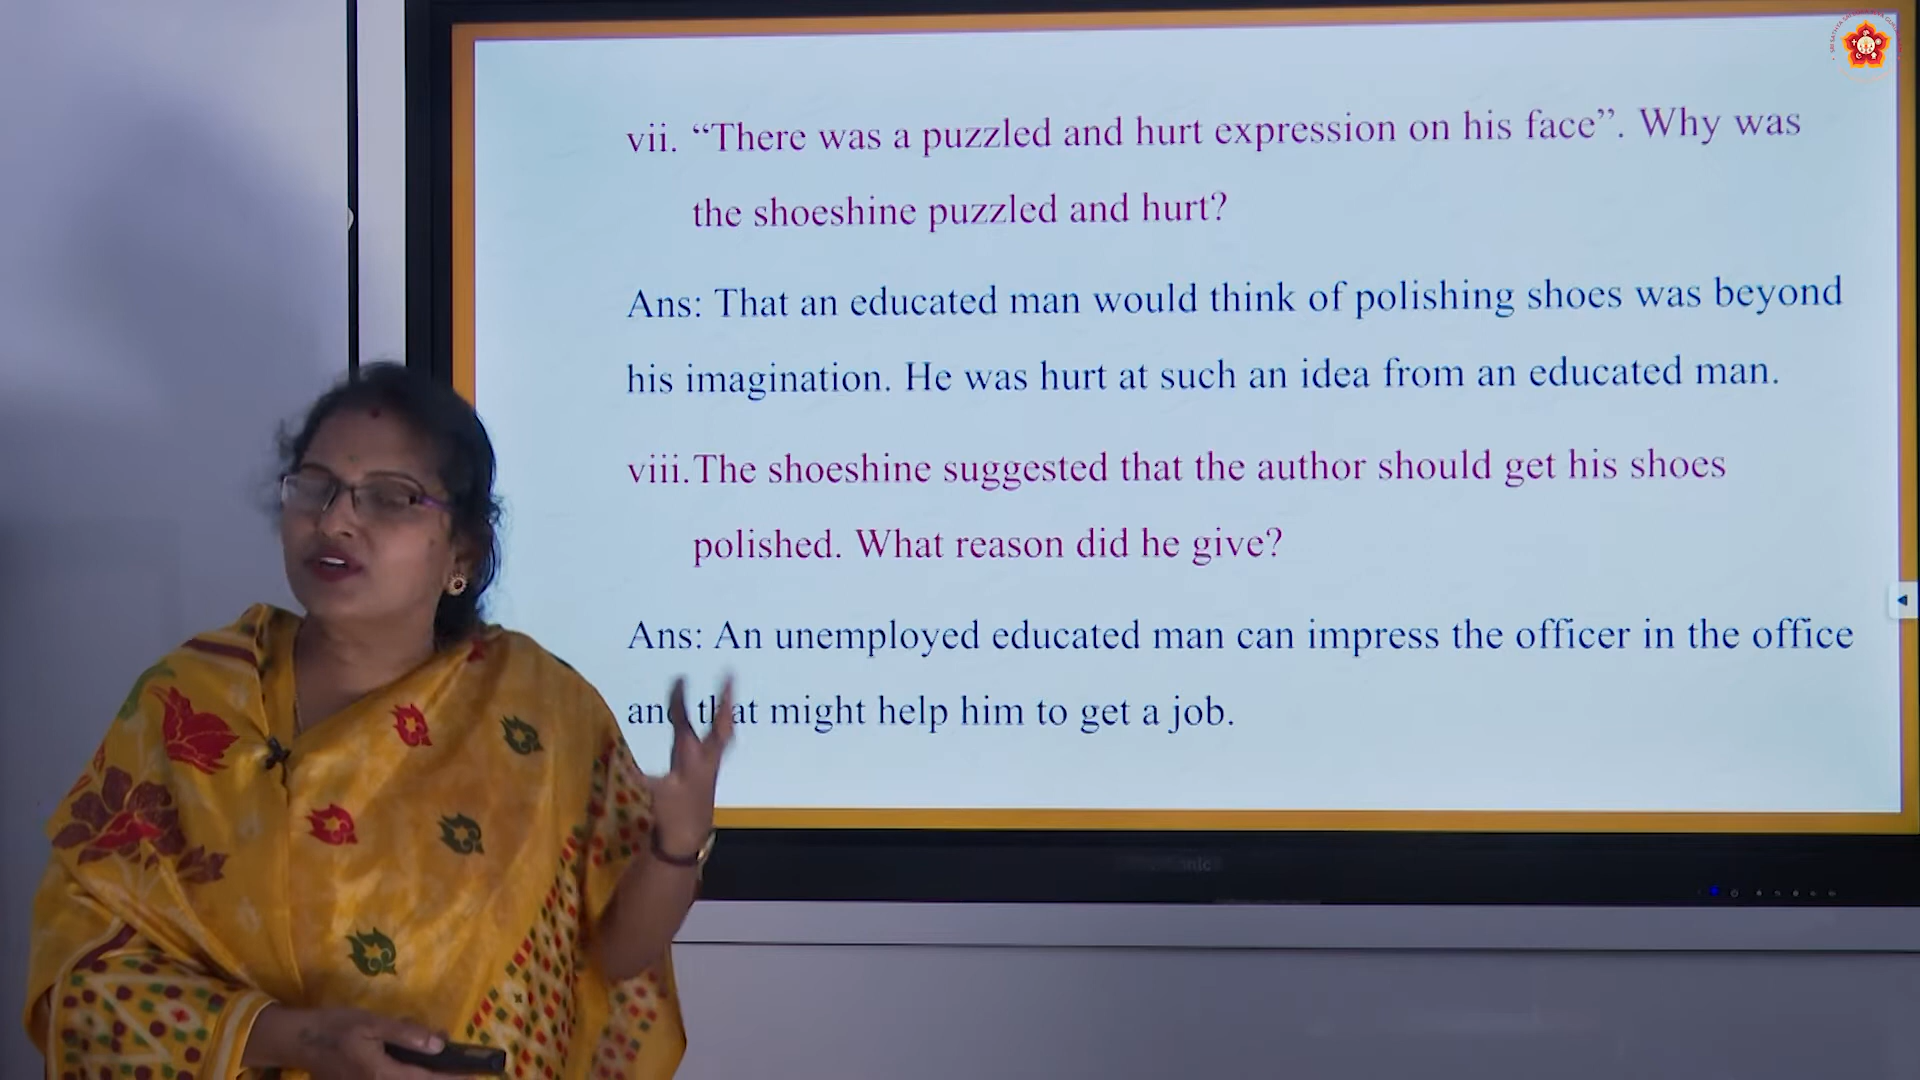 vii. “There was a puzzled and hurt expression on his face”. Why was
the shoeshine puzzled and hurt?
Ans: That an educated man would think of polishing shoes was beyond
his imagination. He was hurt at such an idea from an educated man.
viii. The shoeshine suggested that the author should get his shoes
polished. What reason did he give?
Ans: An unemployed educated man can impress the officer in the office
and that might help him to get a job.